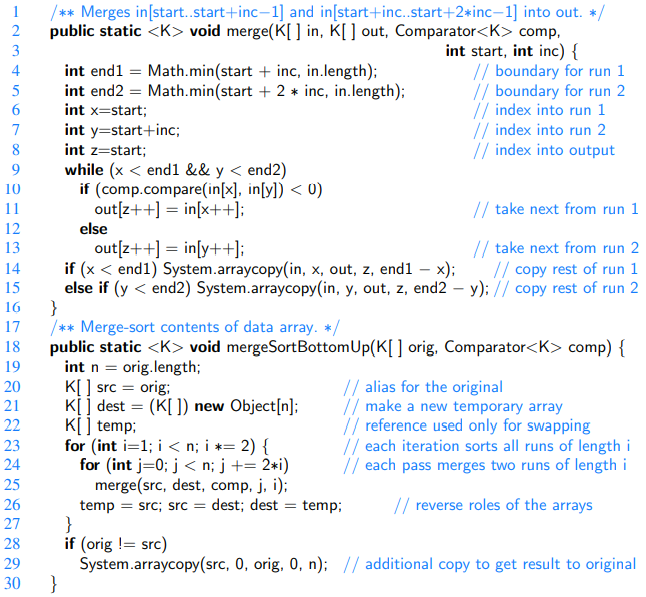 1 /** Merges in[start..start+inc−1] and in[start+inc..start+2∗inc−1] into out. */
2 public static <K> void merge(K[ ] in, K[ ] out, Comparator<K> comp,
3 int start, int inc) {
4 int end1 = Math.min(start + inc, in.length); // boundary for run 1
5 int end2 = Math.min(start + 2 ∗ inc, in.length); // boundary for run 2
6 int x=start; // index into run 1
7 int y=start+inc; // index into run 2
8 int z=start; // index into output
9 while (x < end1 && y < end2)
10 if (comp.compare(in[x], in[y]) < 0)
11 out[z++] = in[x++]; // take next from run 1
12 else
13 out[z++] = in[y++]; // take next from run 2
14 if (x < end1) System.arraycopy(in, x, out, z, end1 − x); // copy rest of run 1
15 else if (y < end2) System.arraycopy(in, y, out, z, end2 − y); // copy rest of run 2
16 }
17 /** Merge-sort contents of data array. */
18 public static <K> void mergeSortBottomUp(K[ ] orig, Comparator<K> comp) {
19 int n = orig.length;
20 K[ ] src = orig; // alias for the original
21 K[ ] dest = (K[ ]) new Object[n]; // make a new temporary array
22 K[ ] temp; // reference used only for swapping
23 for (int i=1; i < n; i ∗= 2) { // each iteration sorts all runs of length i
24 for (int j=0; j < n; j += 2∗i) // each pass merges two runs of length i
25 merge(src, dest, comp, j, i);
26 temp = src; src = dest; dest = temp; // reverse roles of the arrays
27 }
28 if (orig != src)
29 System.arraycopy(src, 0, orig, 0, n); // additional copy to get result to original
30 }